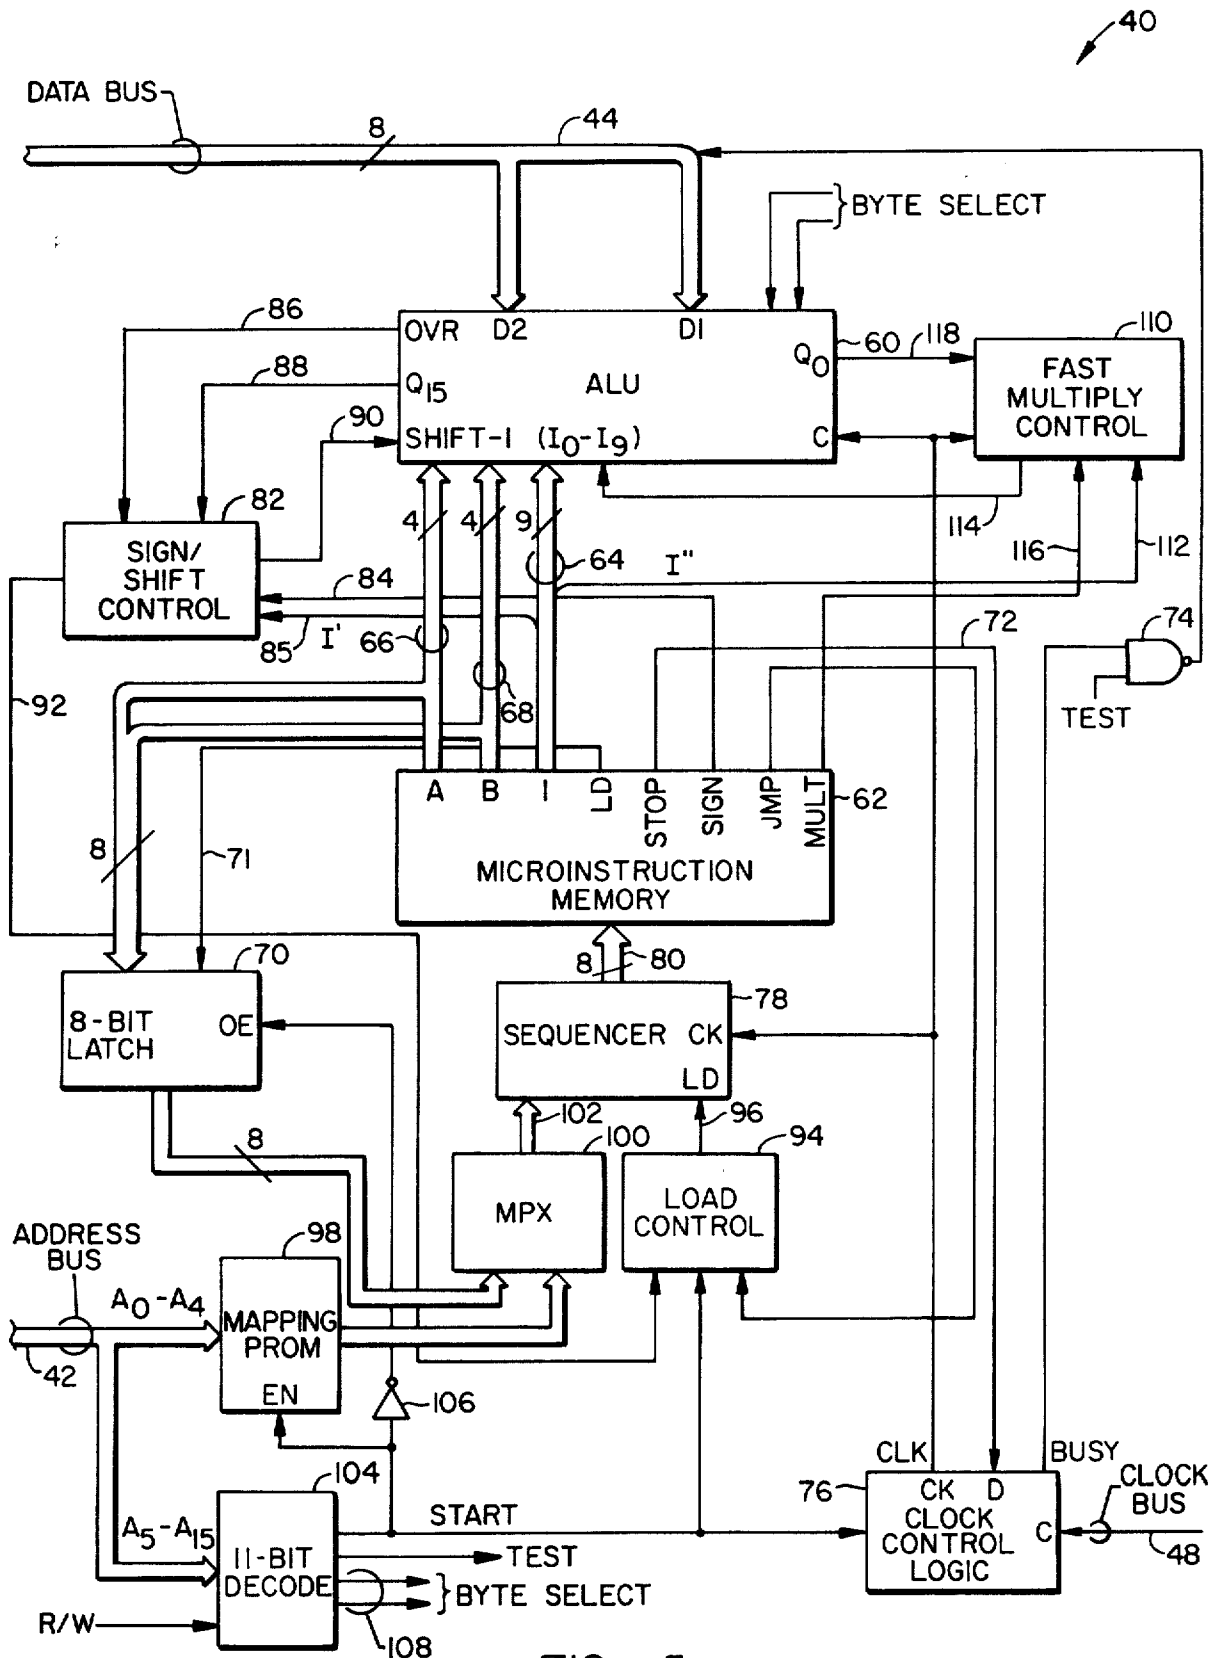 40
DATA BUS
8
44
BYTE SELECT
86
OVR
D2
D1
60
118
110
Q0
FAST
MULTIPLY
CONTROL
88
Q15
ALU
90
SHIFT-I (I0-I9)
C
82
4
4
9
114
SIGN/
SHIFT
CONTROL
64
I"
116
112
84
85
I'
66
72
74
92
68
TEST
A
B
I
LD
STOP
SIGN
JMP
MULT
62
8
71
MICROINSTRUCTION
MEMORY
70
8
80
78
8-BIT
LATCH
OE
SEQUENCER
CK
LD
102
96
8
100
94
MPX
LOAD
CONTROL
ADDRESS
BUS
98
A0-A4
MAPPING
PROM
42
EN
106
CLK
BUSY
104
76
CK
D
CLOCK
BUS
START
CLOCK
CONTROL
LOGIC
C
48
A5-A15
11-BIT
DECODE
TEST
BYTE SELECT
R/W
108